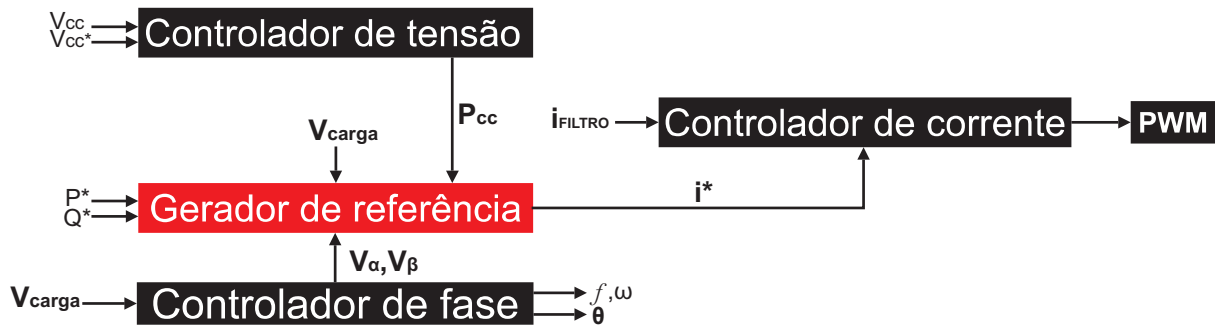 Vcc
Vcc*
Controlador de tensão
Pcc
Vcarga
iFILTRO
Controlador de corrente
PWM
P*
Q*
Gerador de referência
i*
Vα,Vβ
Vcarga
Controlador de fase
f,ω
θ